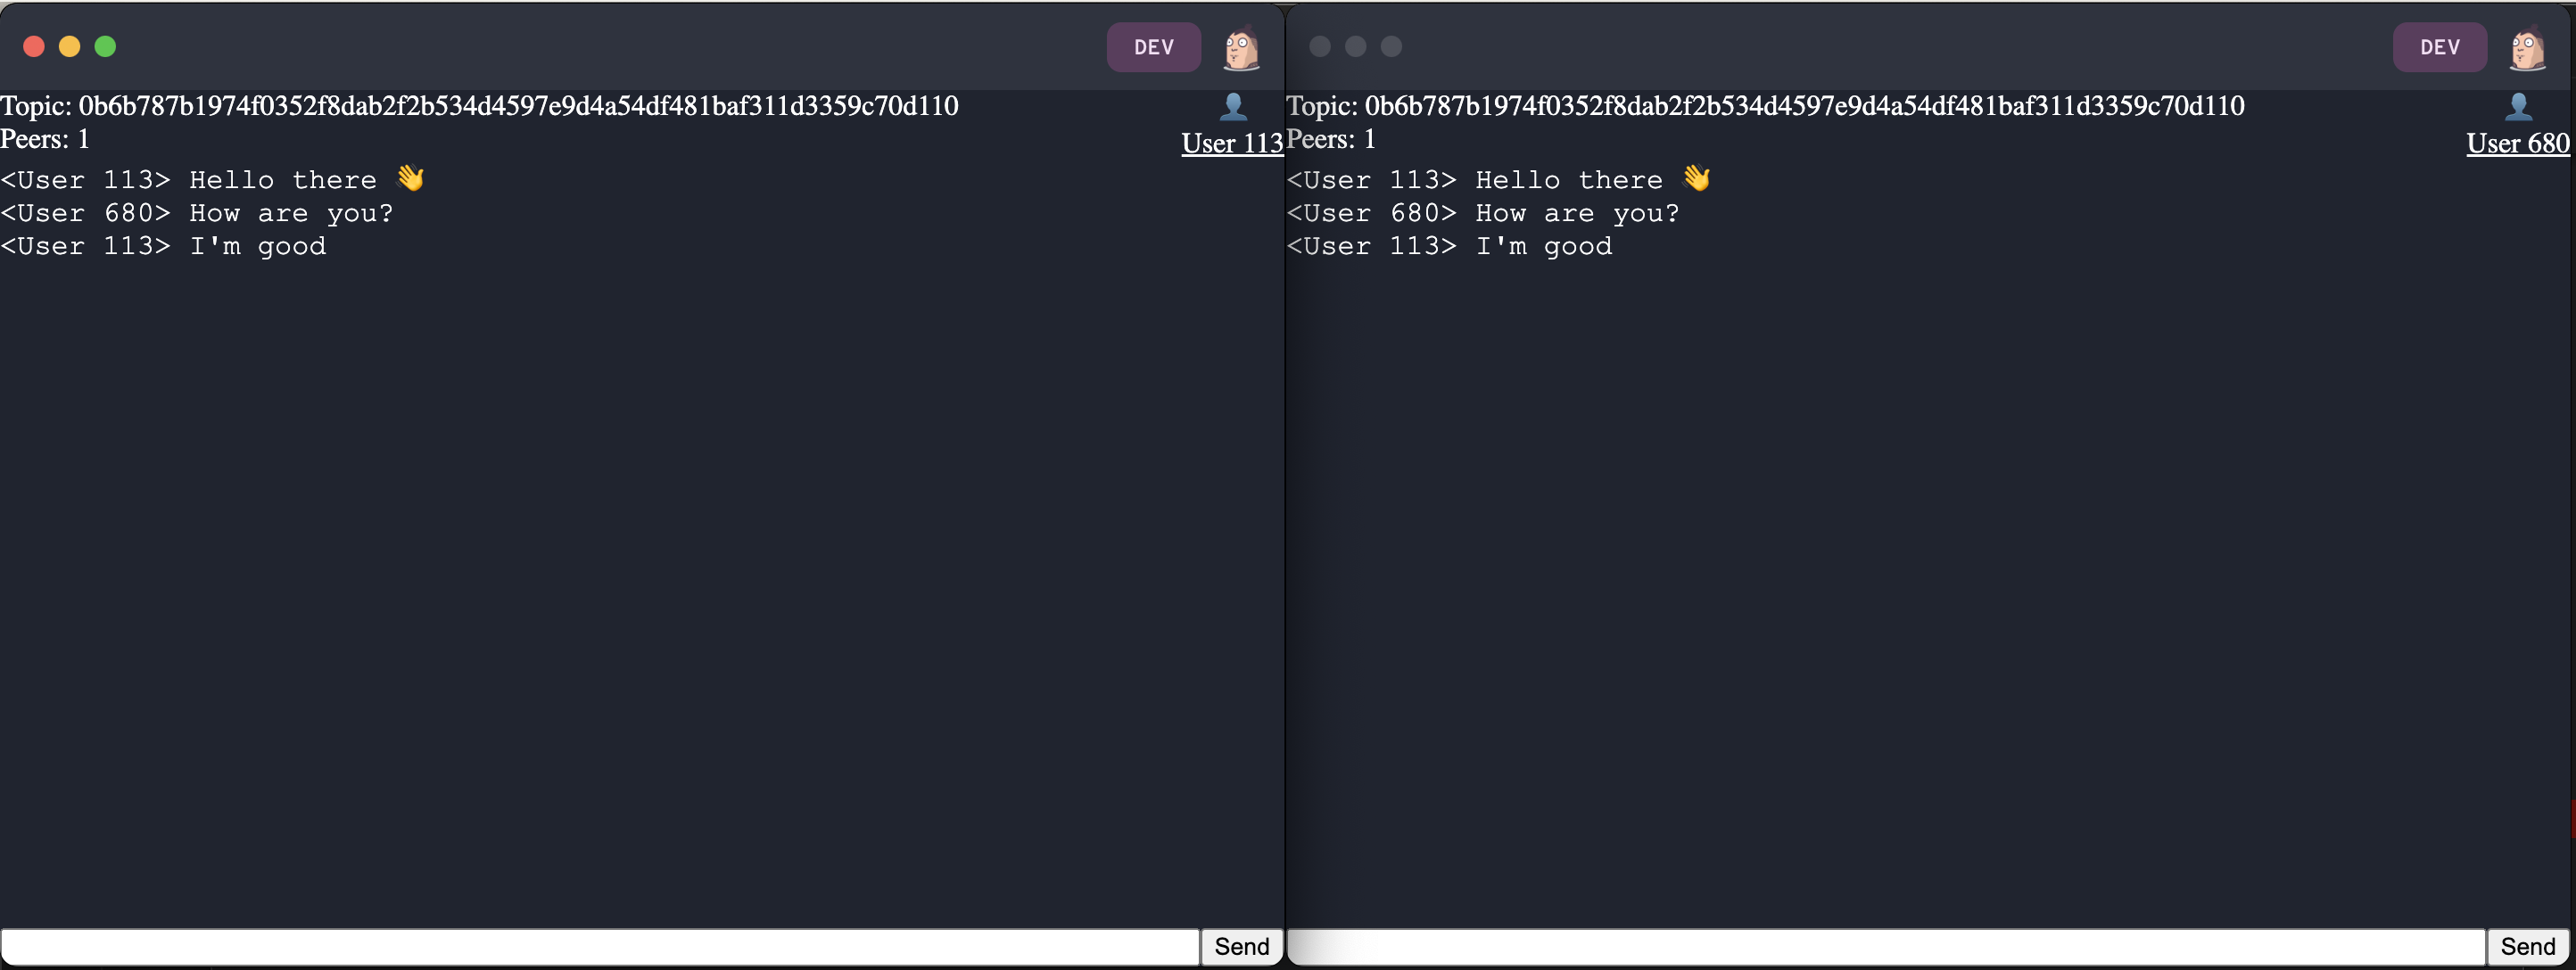 DEV
Topic: 0b6b787b1974f0352f8dab2f2b534d4597e9d4a54df481baf311d3359c70d110
Peers: 1
User 113
<User 113> Hello there 👋
<User 680> How are you?
<User 113> I'm good
Send
DEV
Topic: 0b6b787b1974f0352f8dab2f2b534d4597e9d4a54df481baf311d3359c70d110
Peers: 1
User 680
<User 113> Hello there 👋
<User 680> How are you?
<User 113> I'm good
Send